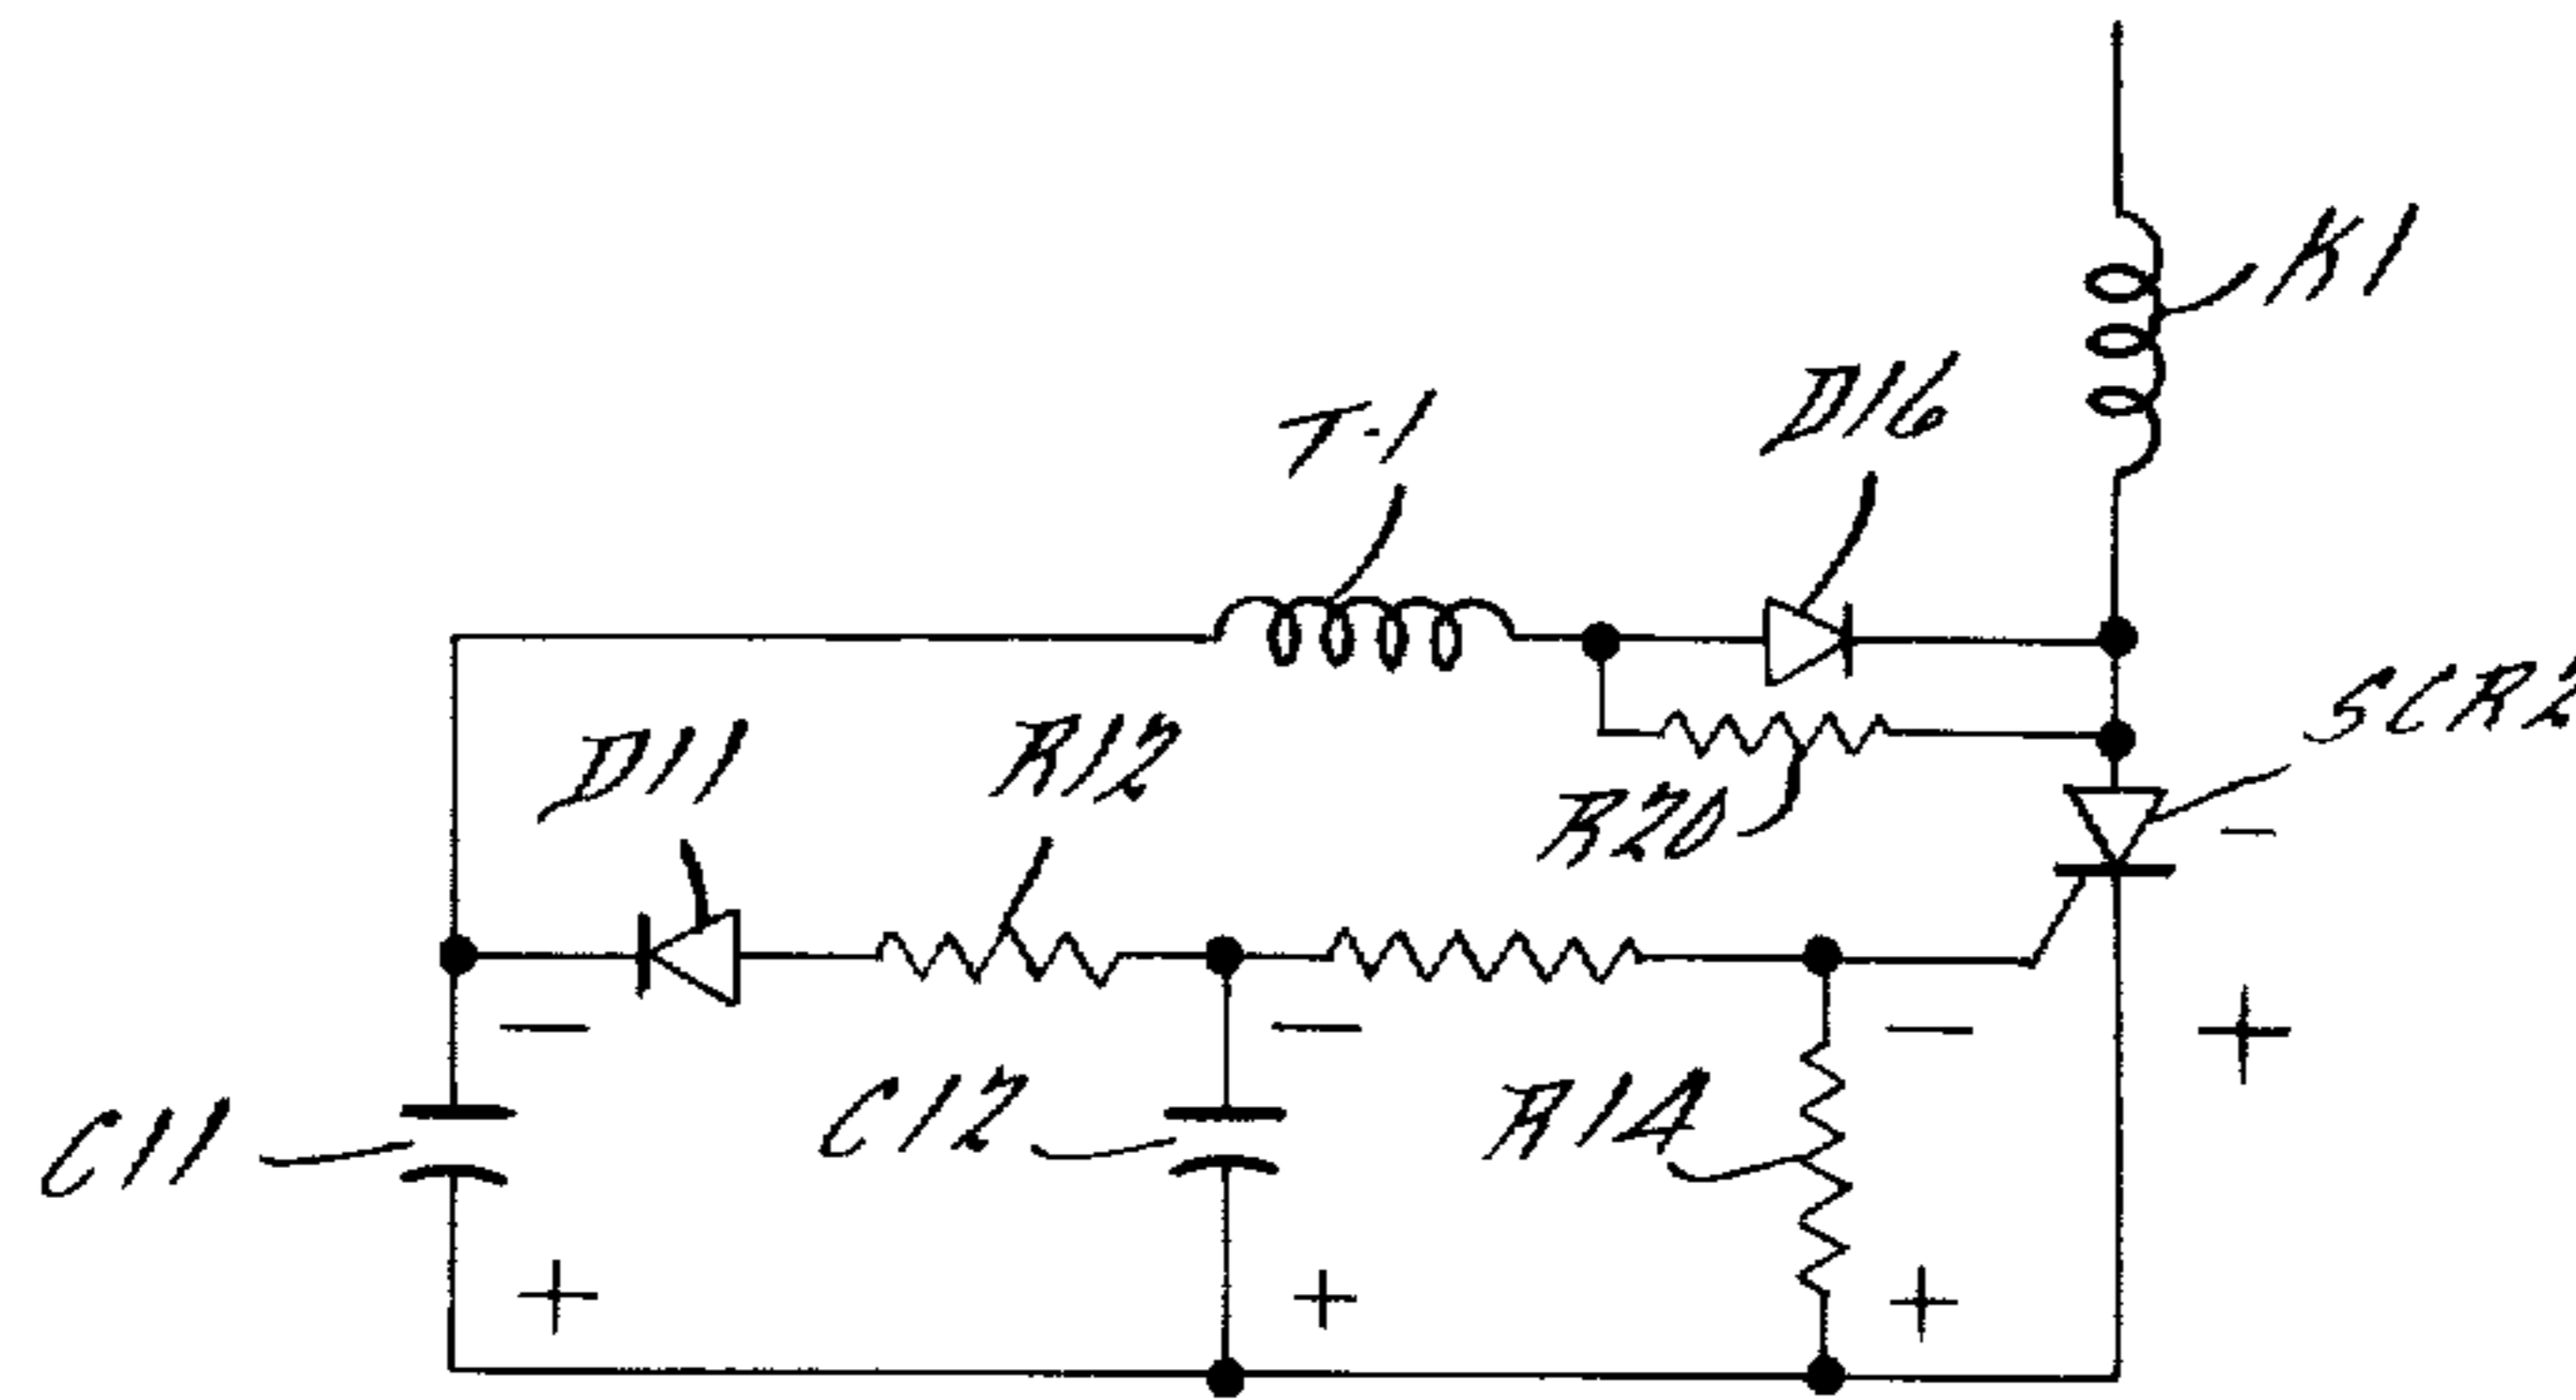 K1
D16
T-1
SCR2
D11
R12
R20
-
-
-
-
+
C11
C12
R14
+
+
+